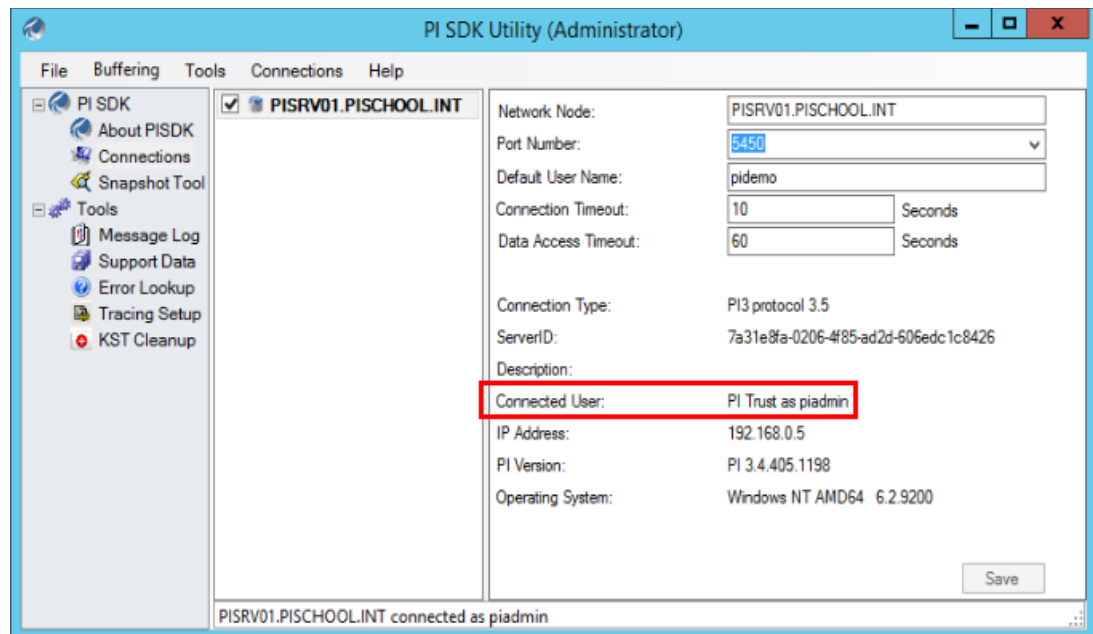 PI SDK Utility (Administrator)
File Buffering Tools Connections Help
PI SDK
About PISDK
Connections
Snapshot Tool
Tools
Message Log
Support Data
Error Lookup
Tracing Setup
KST Cleanup
PISRV01.PISCHOOL.INT
Network Node: PISRV01.PISCHOOL.INT
Port Number: 5450
Default User Name: pidemo
Connection Timeout: 10 Seconds
Data Access Timeout: 60 Seconds
Connection Type: PI3 protocol 3.5
ServerID: 7a31e8fa-0206-4f85-ad2d-606edc1c8426
Description:
Connected User: PI Trust as piadmin
IP Address: 192.168.0.5
PI Version: PI 3.4.405.1198
Operating System: Windows NT AMD64 6.2.9200
Save
PISRV01.PISCHOOL.INT connected as piadmin